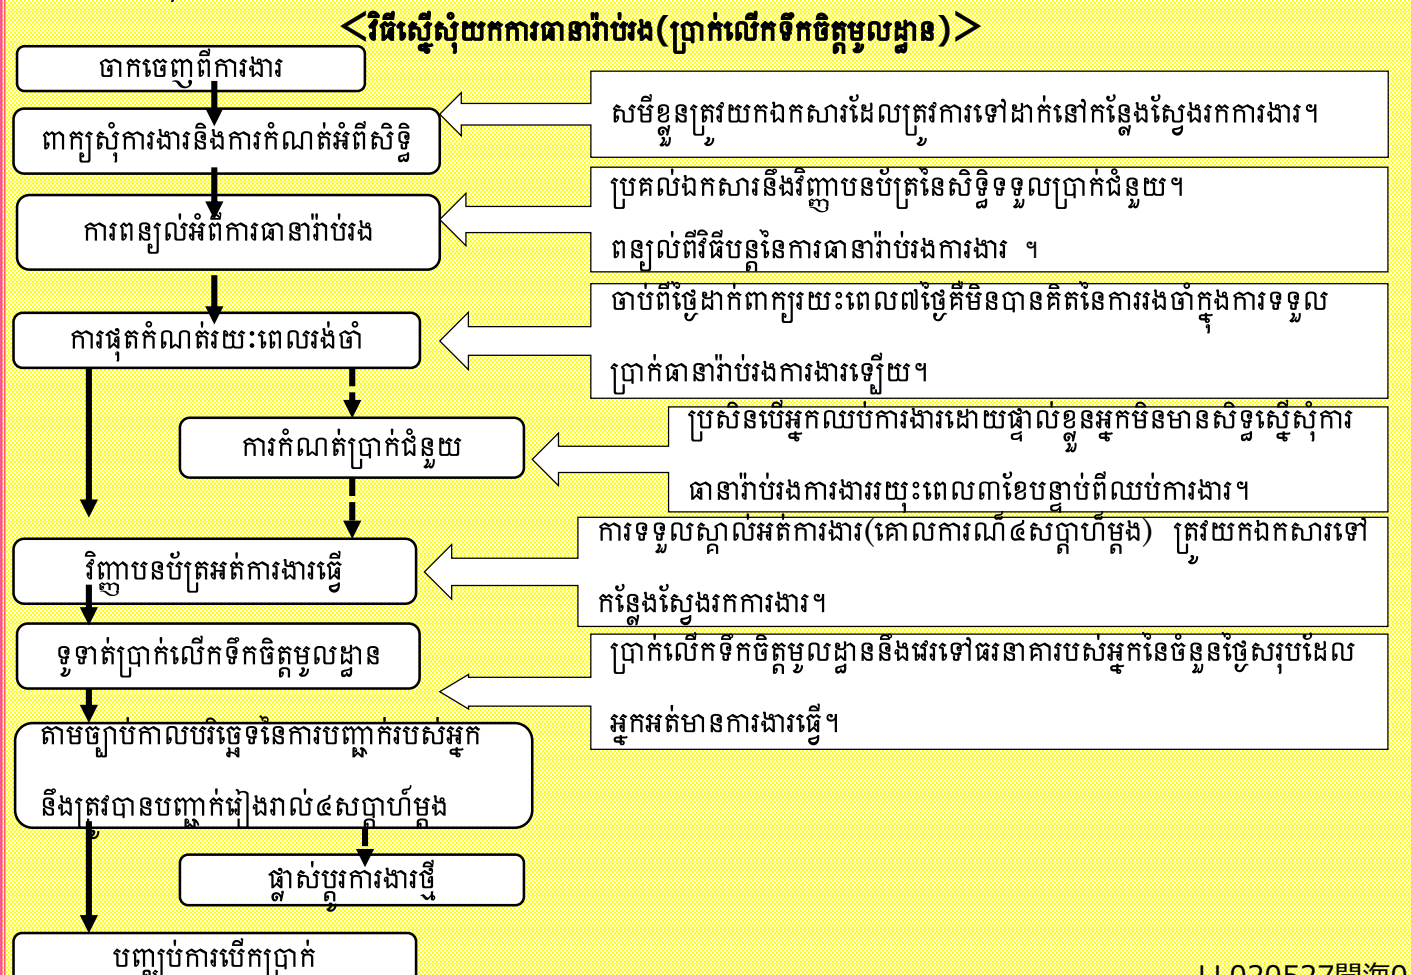 <វិធីស្នើសុំយកការធានារ៉ាប់រង(ប្រាក់លើកទឹកចិត្តមូលដ្ធាន)>
ចាកចេញពីការងារ
ពាក្យសុំការងារនិងការកំណត់អំពីសិទ្ធិ
សមីខ្លួនត្រូវយកឯកសារដែលត្រូវការទៅដាក់នៅកន្លែងស្វែងរកការងារ។
ការពន្យល់អំពីការធានារ៉ាប់រង
ប្រគល់ឯកសារនឹងវិញ្ញាបនប័ត្រនៃសិទ្ធិទទួលប្រាក់ជំនួយ។
ពន្យល់ពីវិធីបន្តនៃការធានារ៉ាប់រងការងារ ។
ការផុតកំណត់រយ:ពេលរង់ចាំ
ចាប់ពីថ្ងៃដាក់ពាក្យរយះពេល៧ថ្ងៃគឺមិនបានគិតនៃការរងចាំក្នុងការទទួល
ប្រាក់ធានារ៉ាប់រងការងារឡើយ។
ការកំណត់ប្រាក់ជំនួយ
ប្រសិនបើអ្នកឈប់ការងារដោយផ្ទាល់ខ្លួនអ្នកមិនមានសិទ្ធស្នើសុំការ
ធានារ៉ាប់រងការងាររយុះពេល៣ខែបន្ទាប់ពីឈប់ការងារ។
វិញ្ញាបនប័ត្រអត់ការងារធ្វើ
ការទទួលស្គាល់អត់ការងារ(គោលការណ៍៤សប្តាហ៍ម្តង) ត្រូវយកឯកសារទៅ
កន្លែងស្វែងរកការងារ។
ទូទាត់ប្រាក់លើកទឹកចិត្តមូលដ្ធាន
ប្រាក់លើកទឹកចិត្តមូលដ្ធាននឹងវេរទៅធរនាគារបស់អ្នកនៃចំនួនថ្ងៃសរុបដែល
អ្នកអត់មានការងារធ្វើ។
តាមច្បាប់កាលបរិច្ឆេទនៃការបញ្ជាក់របស់អ្នក
នឹងត្រូវបានបញ្ជាក់រៀងរាល់៤សប្តាហ៍ម្តង
ផ្លាស់ប្តូរការងារថ្មី
បញ្ឈប់ការបើកប្រាក់
LL020527開海0